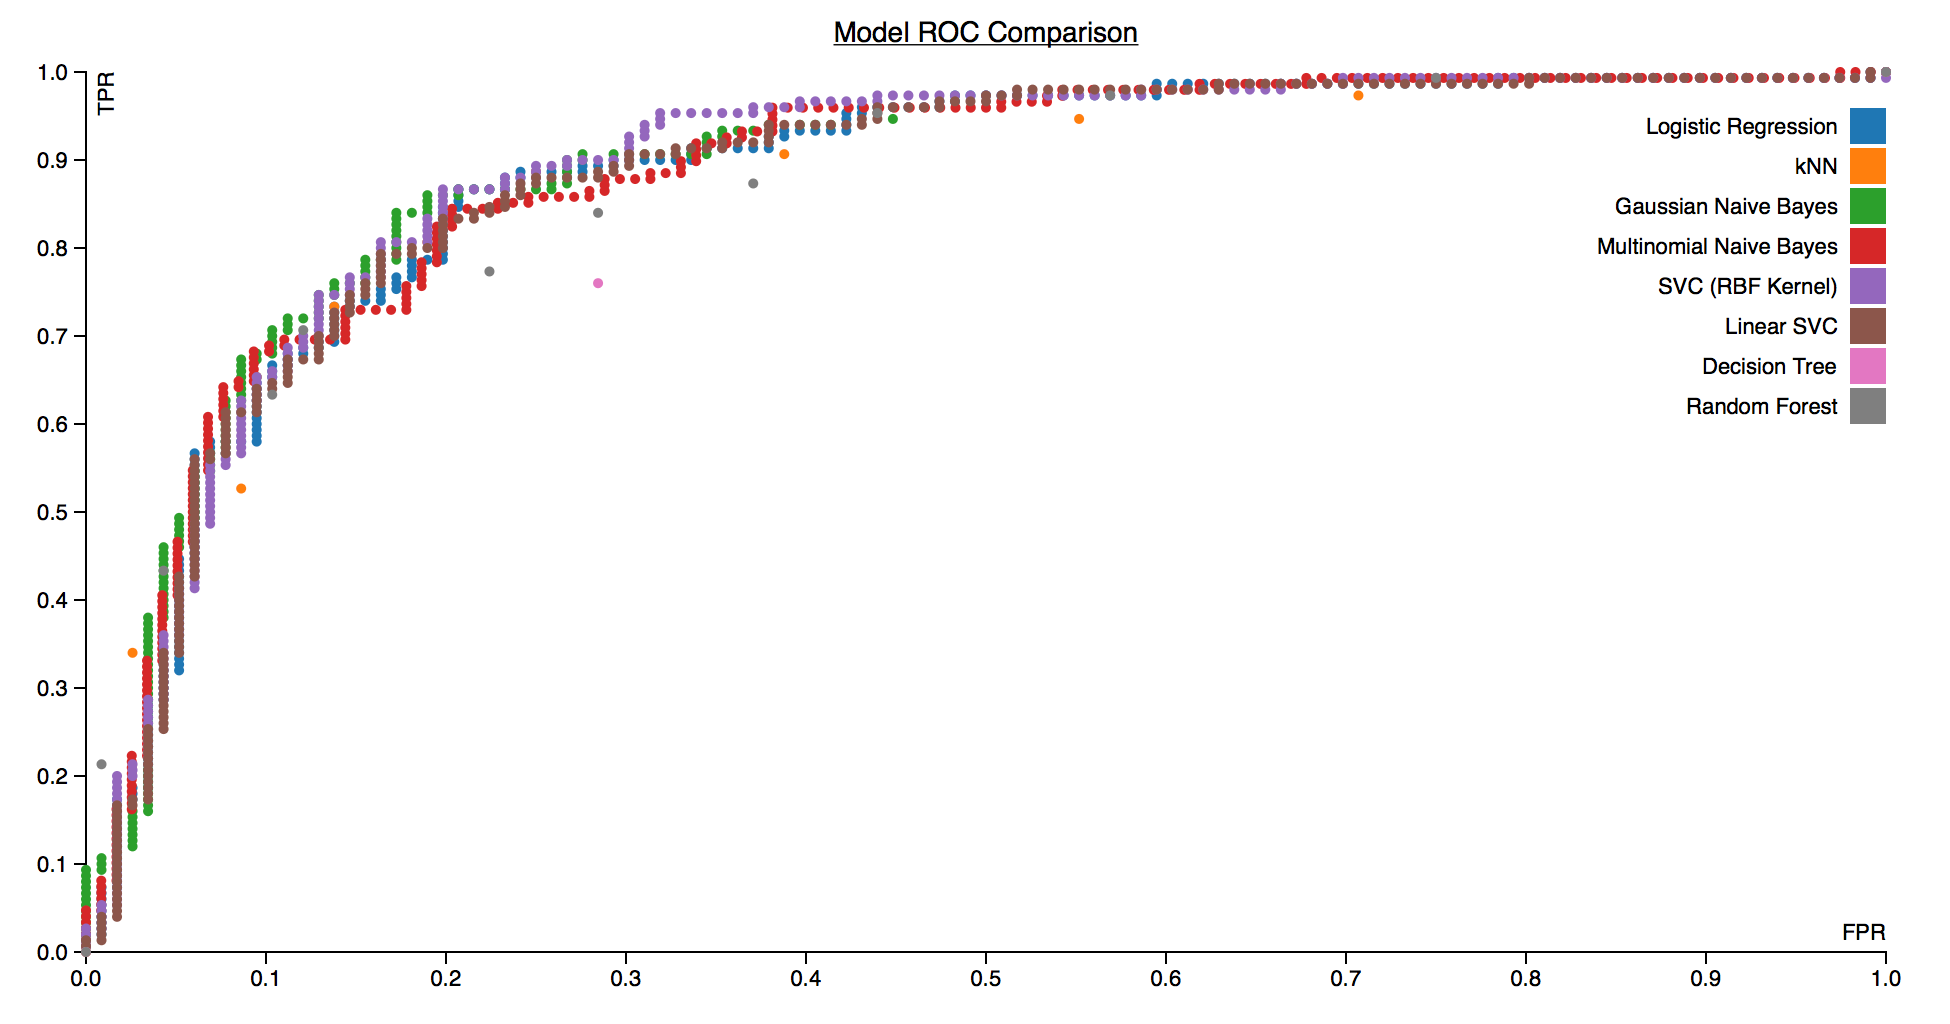 Model ROC Comparison
TPR
1.0
0.9
0.8
0.7
0.6
0.5
0.4
0.3
0.2
0.1
0.0
Logistic Regression
kNN
Gaussian Naive Bayes
Multinomial Naive Bayes
SVC (RBF Kernel)
Linear SVC
Decision Tree
Random Forest
FPR
0.0 0.1 0.2 0.3 0.4 0.5 0.6 0.7 0.8 0.9 1.0